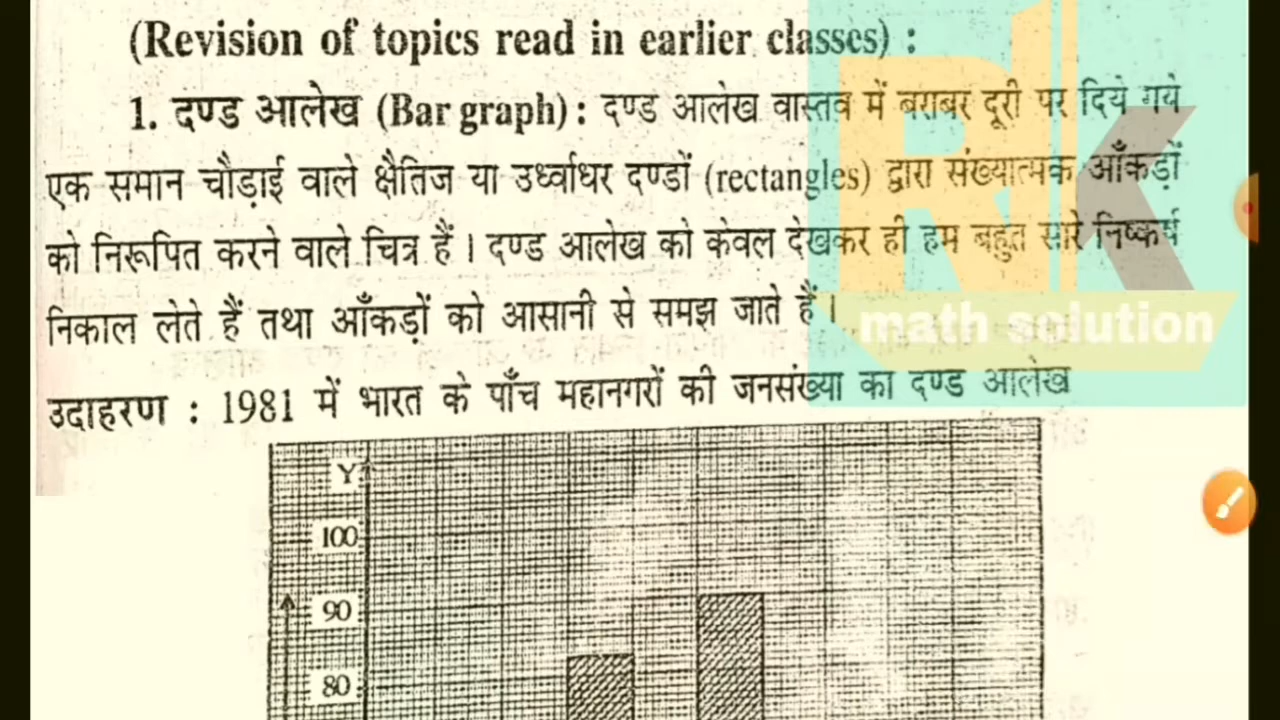 (Revision of topics read in earlier classes) :
1. दण्ड आलेख (Bar graph) : दण्ड आलेख वास्तव में बराबर दूरी पर दिये गये
एक समान चौड़ाई वाले क्षैतिज या उर्ध्वाधर दण्डों (rectangles) द्वारा संख्यात्मक आँकड़ों
को निरूपित करने वाले चित्र हैं । दण्ड आलेख को केवल देखकर ही हम बहुत सारे निष्कर्ष
निकाल लेते हैं तथा आँकड़ों को आसानी से समझ जाते हैं ।
RK
math solution
उदाहरण : 1981 में भारत के पाँच महानगरों की जनसंख्या का दण्ड आलेख
Y
100
90
80